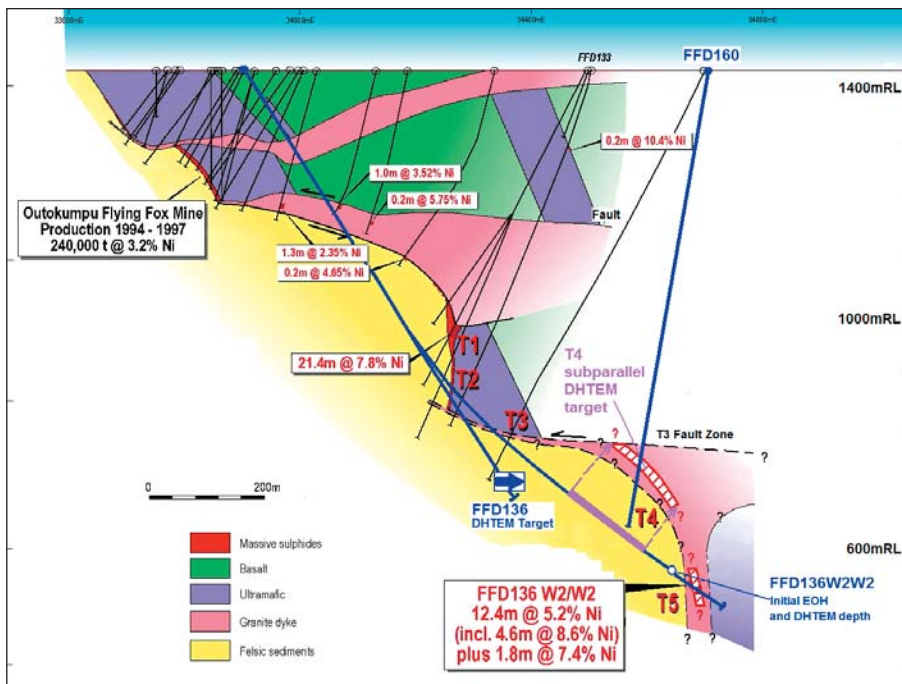 33600mE
34000mE
34400mE
34800mE
FFD133
FFD160
1400mRL
0.2m @ 10.4% Ni
1.0m @ 3.52% Ni
0.2m @ 5.75% Ni
Outokumpu Flying Fox Mine
Production 1994 - 1997
240,000 t @ 3.2% Ni
Fault
1.3m @ 2.35% Ni
0.2m @ 4.65% Ni
1000mRL
T1
21.4m @ 7.8% Ni
T2
T4
subparallel
DHTEM
target
T3
T3 Fault Zone
?
?
?
?
?
?
?
0
200m
FFD136
DHTEM Target
T4
?
?
?
?
?
600mRL
Massive sulphides
Basalt
Ultramafic
Granite dyke
Felsic sediments
FFD136 W2/W2
12.4m @ 5.2% Ni
(incl. 4.6m @ 8.6% Ni)
plus 1.8m @ 7.4% Ni
T5
?
?
?
?
FFD136W2W2
Initial EOH
and DHTEM depth